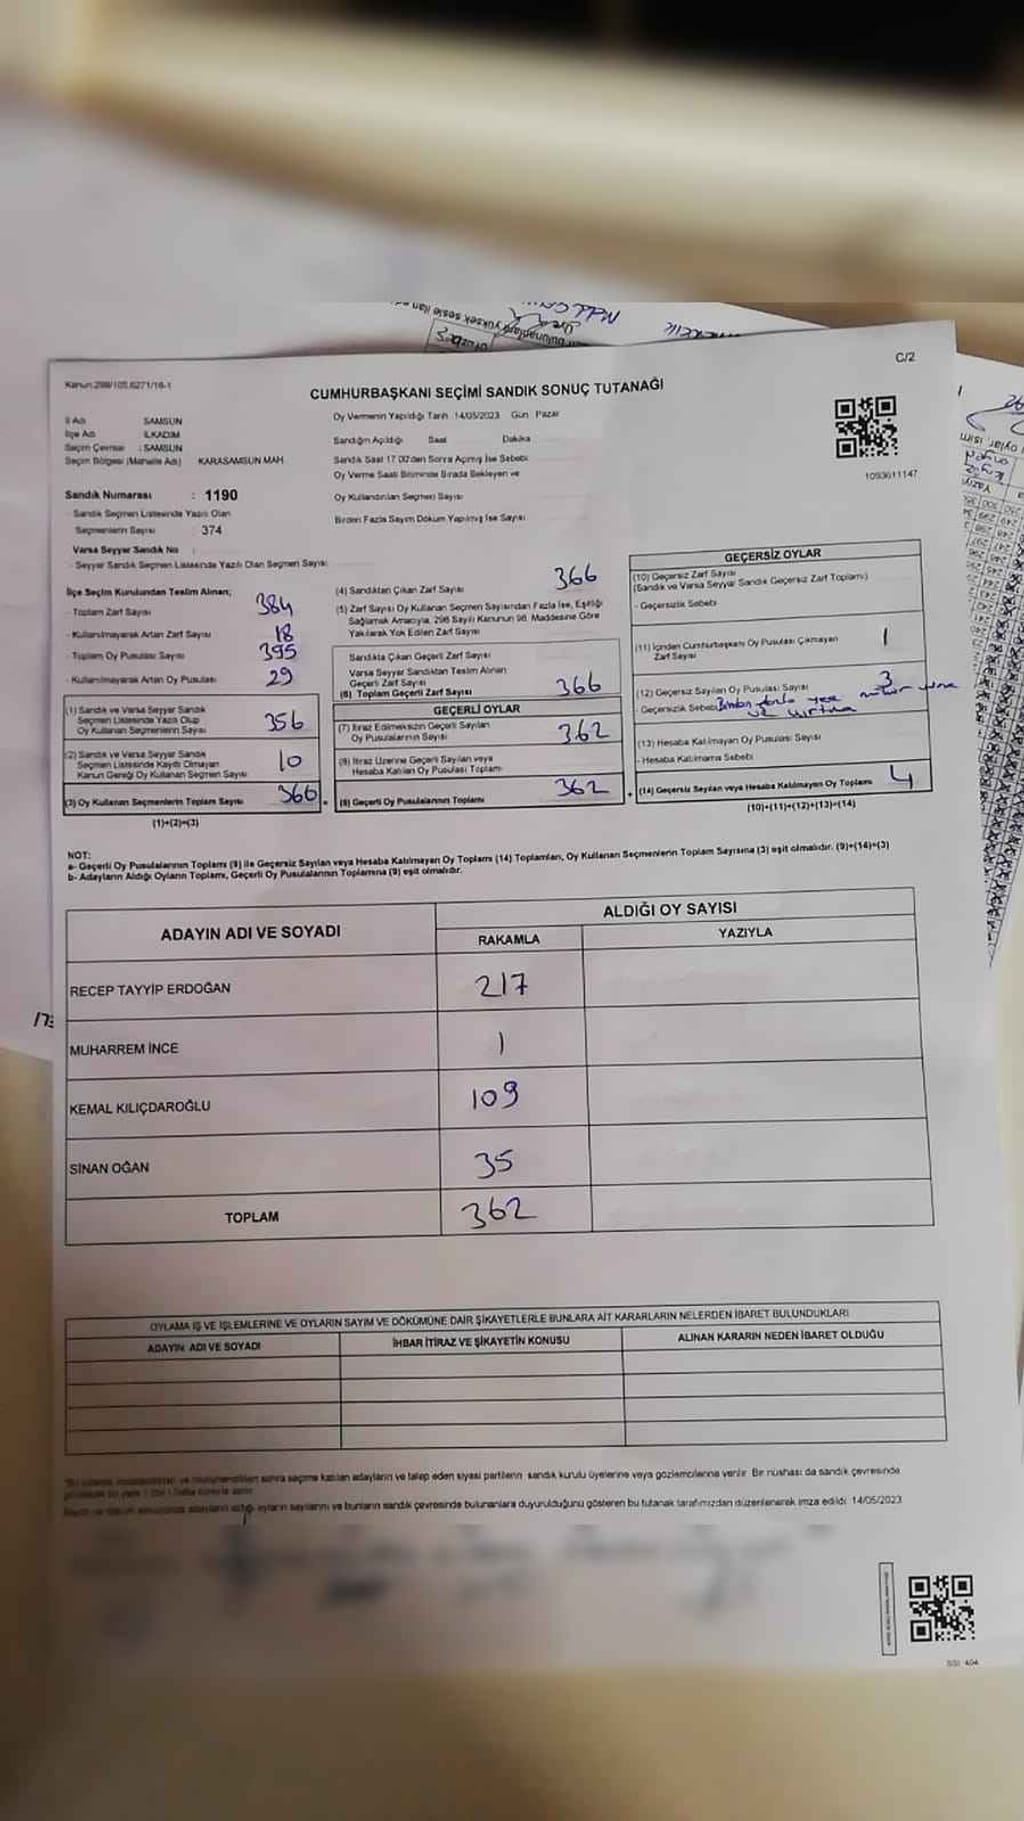 C/2
Kanun:298/105.6271/16-1
CUMHURBAŞKANI SEÇİMİ SANDIK SONUÇ TUTANAĞI
İl Adı SAMSUN
İlçe Adı İLKADIM
Seçim Çevresi : SAMSUN
Seçim Bölgesi (Mahalle Adı) KARASAMSUN MAH
Sandık Numarası : 1190
Sandık Seçmen Listesinde Yazılı Olan
Seçmenlerin Sayısı 374
Varsa Seyyar Sandık No
Seyyar Sandık Seçmen Listesinde Yazılı Olan Seçmen Sayısı
Oy Vermenin Yapıldığı Tarih 14/05/2023 Gün Pazar
Sandığın Açıldığı Saat Dakika
Sandık Saat 17.00'den Sonra Açılmış İse Sebebi
Oy Verme Saati Bitiminde Sırada Bekleyen ve
Oy Kullandırılan Seçmen Sayısı
Birden Fazla Sayım Döküm Yapılmış İse Sayısı
1093611147
İlçe Seçim Kurulundan Teslim Alınan;
- Toplam Zarf Sayısı 384
- Kullanılmayarak Artan Zarf Sayısı 18
- Toplam Oy Pusulası Sayısı 395
- Kullanılmayarak Artan Oy Pusulası 29
(1) Sandık ve Varsa Seyyar Sandık
Seçmen Listesinde Yazılı Olup
Oy Kullanan Seçmenlerin Sayısı 356
(2) Sandık ve Varsa Seyyar Sandık
Seçmen Listesinde Kayıtlı Olmayan
Kanun Gereği Oy Kullanan Seçmen Sayısı 10
(3) Oy Kullanan Seçmenlerin Toplam Sayısı 366
(1)+(2)=(3)
(4) Sandıktan Çıkan Zarf Sayısı 366
(5) Zarf Sayısı Oy Kullanan Seçmen Sayısından Fazla İse, Eşitliği
Sağlamak Amacıyla, 298 Sayılı Kanunun 98. Maddesine Göre
Yakılarak Yok Edilen Zarf Sayısı
Sandıkta Çıkan Geçerli Zarf Sayısı
Varsa Seyyar Sandıktan Teslim Alınan
Geçerli Zarf Sayısı
(6) Toplam Geçerli Zarf Sayısı 366
GEÇERLİ OYLAR
(7) İtiraz Edilmeksizin Geçerli Sayılan
Oy Pusulalarının Sayısı 362
(8) İtiraz Üzerine Geçerli Sayılan veya
Hesaba Katılan Oy Pusulası Toplamı
(9) Geçerli Oy Pusulalarının Toplamı 362
GEÇERSİZ OYLAR
(10) Geçersiz Zarf Sayısı
(Sandık ve Varsa Seyyar Sandık Geçersiz Zarf Toplamı)
- Geçersizlik Sebebi
(11) İçinden Cumhurbaşkanı Oy Pusulası Çıkmayan
Zarf Sayısı 1
(12) Geçersiz Sayılan Oy Pusulası Sayısı 3
Geçersizlik Sebebi Birden fazla yere mühür
(13) Hesaba Katılmayan Oy Pusulası Sayısı
- Hesaba Katılmama Sebebi
(14) Geçersiz Sayılan veya Hesaba Katılmayan Oy Toplamı 4
(10)+(11)+(12)+(13)=(14)
NOT:
a- Geçerli Oy Pusulalarının Toplamı (9) ile Geçersiz Sayılan veya Hesaba Katılmayan Oy Toplamı (14) Toplamları, Oy Kullanan Seçmenlerin Toplam Sayısına (3) eşit olmalıdır. (9)+(14)=(3)
b- Adayların Aldığı Oyların Toplamı, Geçerli Oy Pusulalarının Toplamına (9) eşit olmalıdır.
ADAYIN ADI VE SOYADI
ALDIĞI OY SAYISI
RAKAMLA YAZIYLA
RECEP TAYYİP ERDOĞAN 217
MUHARREM İNCE 1
KEMAL KILIÇDAROĞLU 109
SİNAN OĞAN 35
TOPLAM 362
OYLAMA İŞ VE İŞLEMLERİNE VE OYLARIN SAYIM VE DÖKÜMÜNE DAİR ŞİKAYETLERLE BUNLARA AİT KARARLARIN NELERDEN İBARET BULUNDUKLARI
ADAYIN ADI VE SOYADI İHBAR İTİRAZ VE ŞİKAYETİN KONUSU ALINAN KARARIN NEDEN İBARET OLDUĞU
sonra seçime katılan adayların ve talep eden siyasi partilerin sandık kurulu üyelerine veya gözlemcilerine verilir. Bir nüshası da sandık çevresinde
oyların sayılarını ve bunların sandık çevresinde bulunanlara duyurulduğunu gösteren bu tutanak tarafımızdan düzenlenerek imza edildi. 14/05/2023